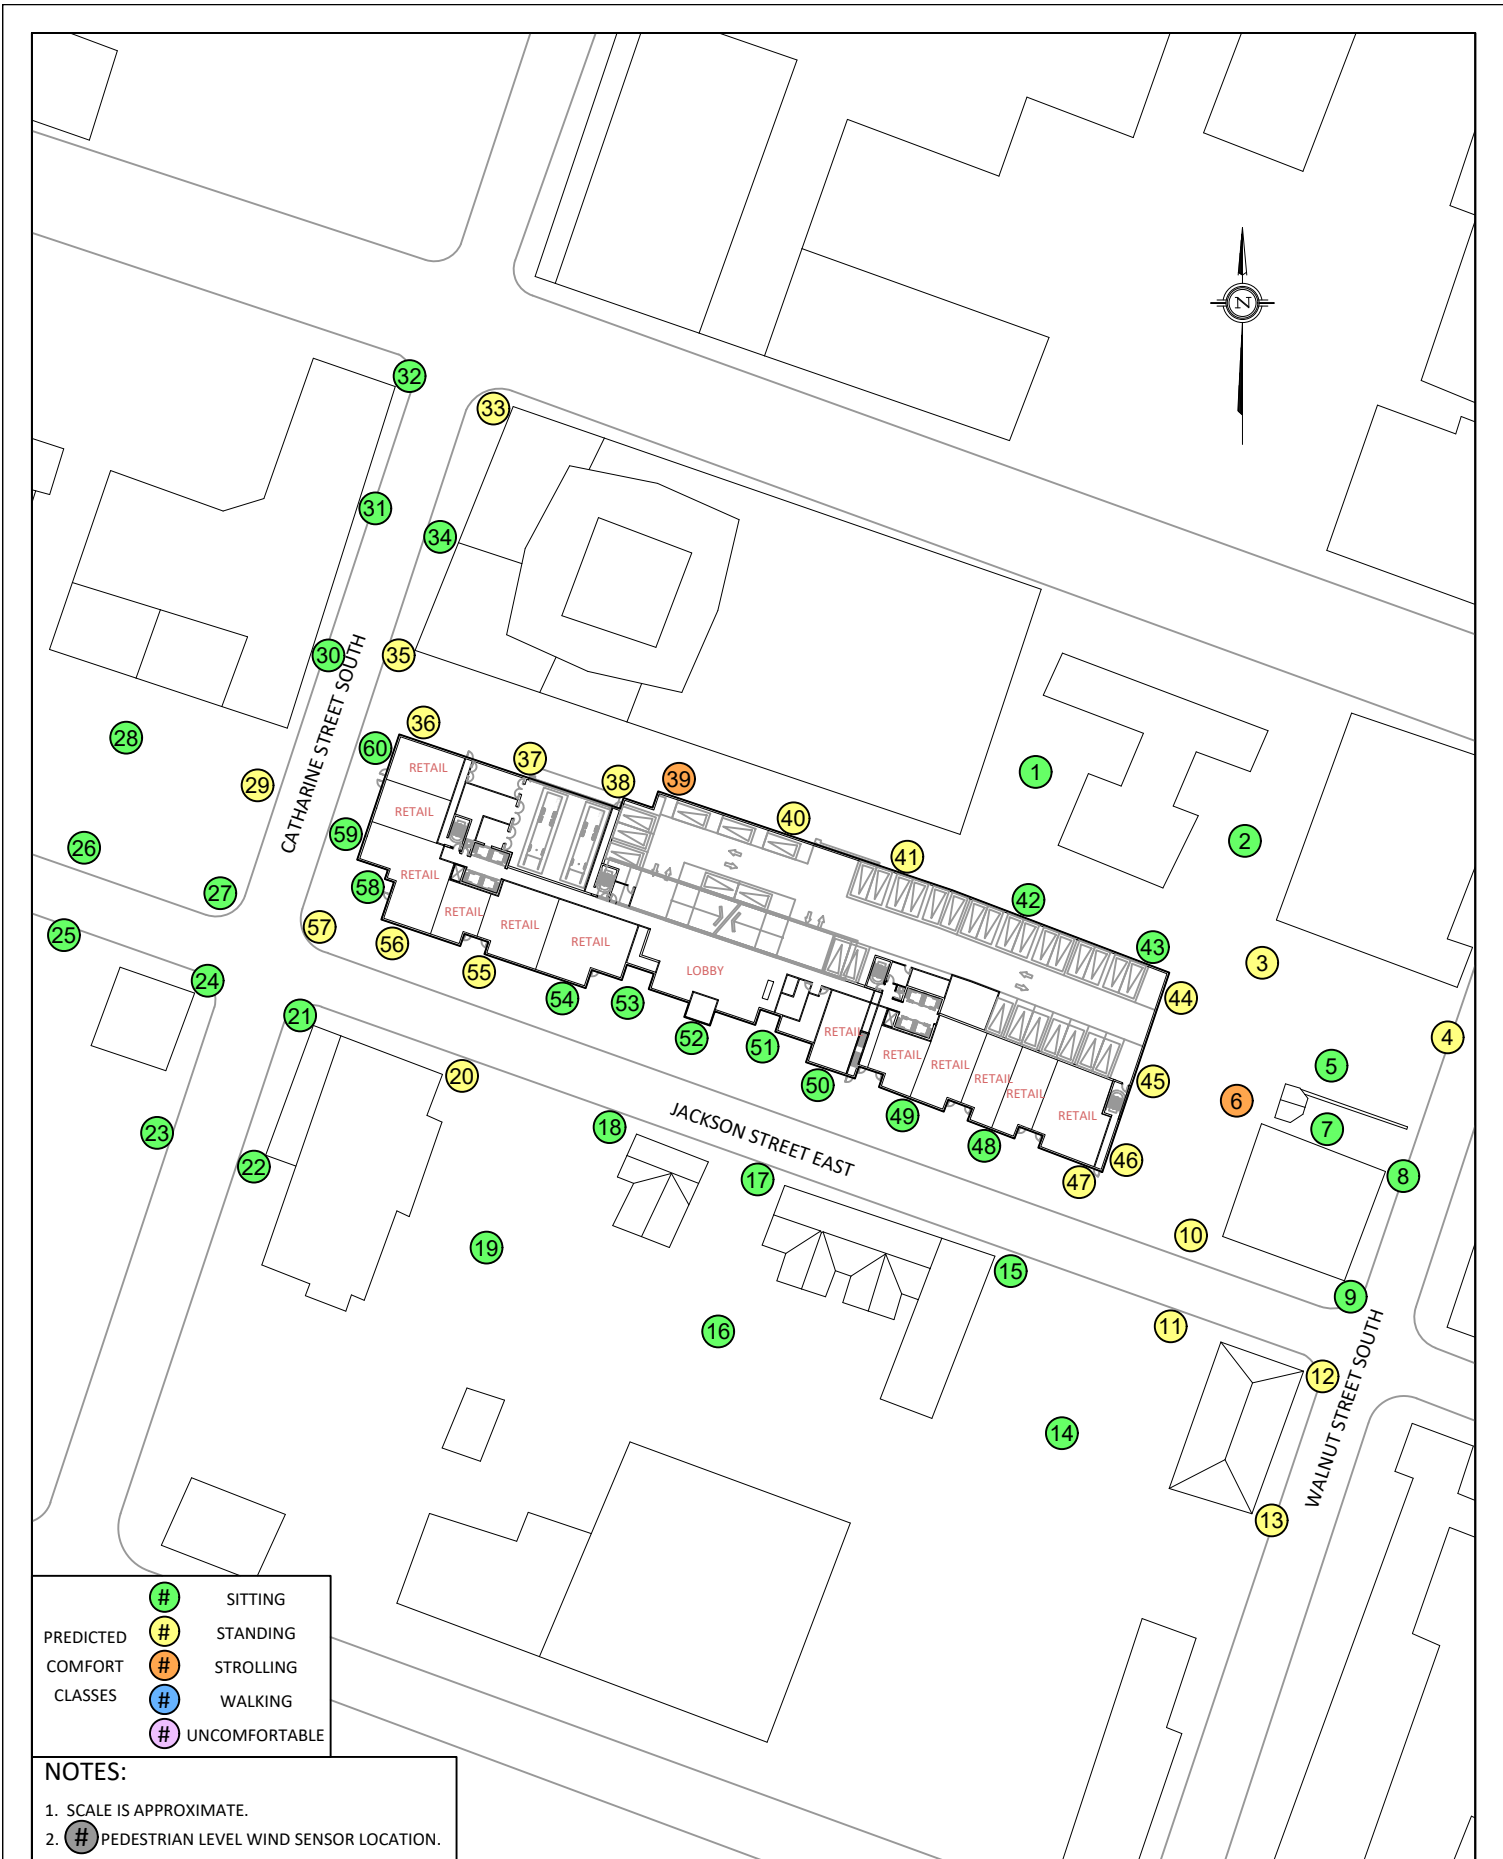 N
32
33
31
34
30
35
CATHARINE STREET SOUTH
28
29
36
60
37
38
39
40
41
42
43
44
1
2
3
4
5
6
7
8
RETAIL
RETAIL
RETAIL
RETAIL
RETAIL
RETAIL
LOBBY
RETAIL
RETAIL
RETAIL
RETAIL
RETAIL
RETAIL
26
27
59
58
57
56
55
54
53
52
51
50
49
48
47
46
45
25
24
21
20
23
22
18
17
19
16
JACKSON STREET EAST
15
10
9
11
12
14
13
WALNUT STREET SOUTH
PREDICTED
COMFORT
CLASSES
# SITTING
# STANDING
# STROLLING
# WALKING
# UNCOMFORTABLE
NOTES:
1. SCALE IS APPROXIMATE.
2. # PEDESTRIAN LEVEL WIND SENSOR LOCATION.